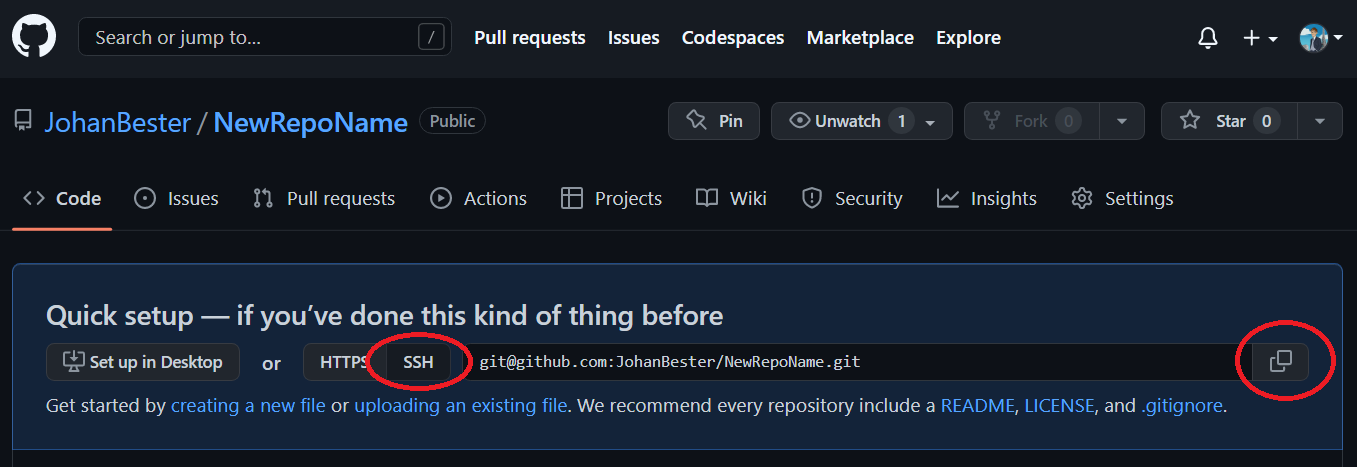 Search or jump to... / Pull requests Issues Codespaces Marketplace Explore
JohanBester / NewRepoName Public Pin Unwatch 1 Fork 0 Star 0
Code Issues Pull requests Actions Projects Wiki Security Insights Settings
Quick setup — if you’ve done this kind of thing before
Set up in Desktop or HTTPS SSH git@github.com:JohanBester/NewRepoName.git
Get started by creating a new file or uploading an existing file. We recommend every repository include a README, LICENSE, and .gitignore.